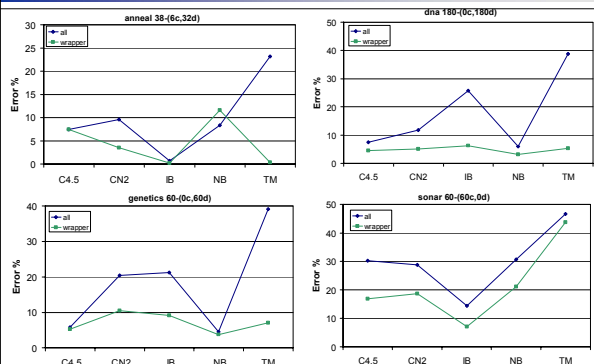 anneal 38-(6c,32d)
Error %
30
25
20
15
10
5
0
all
wrapper
C4.5 CN2 IB NB TM
dna 180-(0c,180d)
Error %
50
40
30
20
10
0
all
wrapper
C4.5 CN2 IB NB TM
genetics 60-(0c,60d)
Error %
40
30
20
10
0
all
wrapper
C4.5 CN2 IB NB TM
sonar 60-(60c,0d)
Error %
50
40
30
20
10
0
all
wrapper
C4.5 CN2 IB NB TM